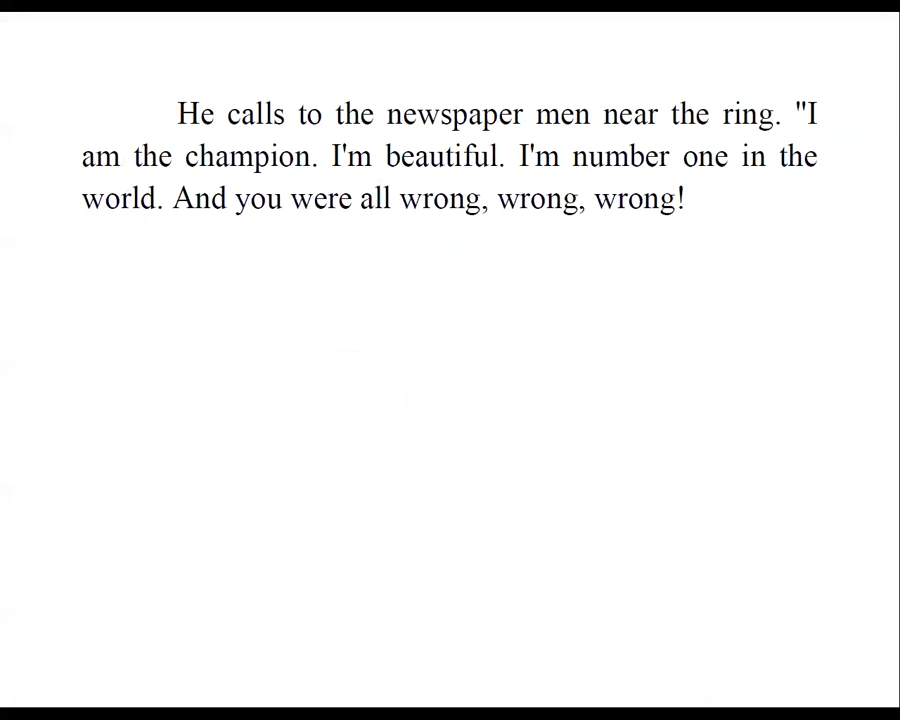 He calls to the newspaper men near the ring. "I
am the champion. I'm beautiful. I'm number one in the
world. And you were all wrong, wrong, wrong!